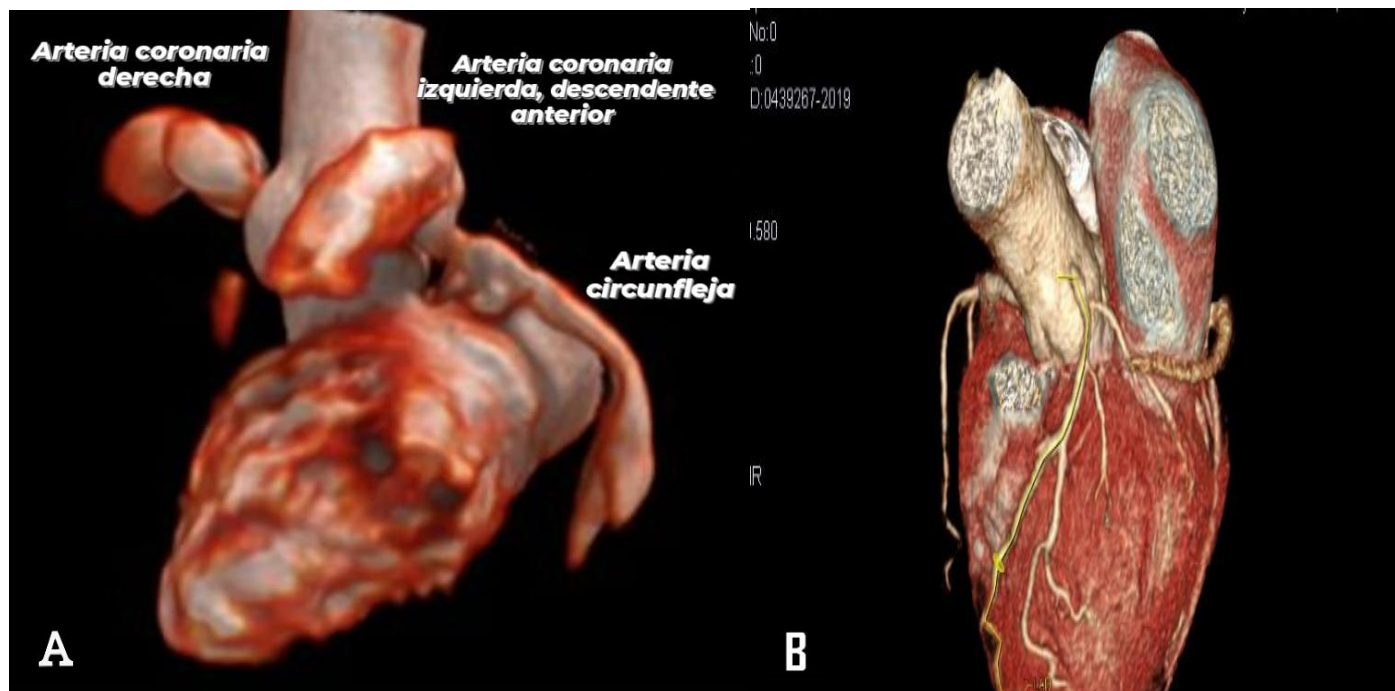 Arteria coronaria
derecha
Arteria coronaria
izquierda, descendente
anterior
Arteria
circunfleja
A
No:0
:0
D:0439267-2019
.580
IR
B